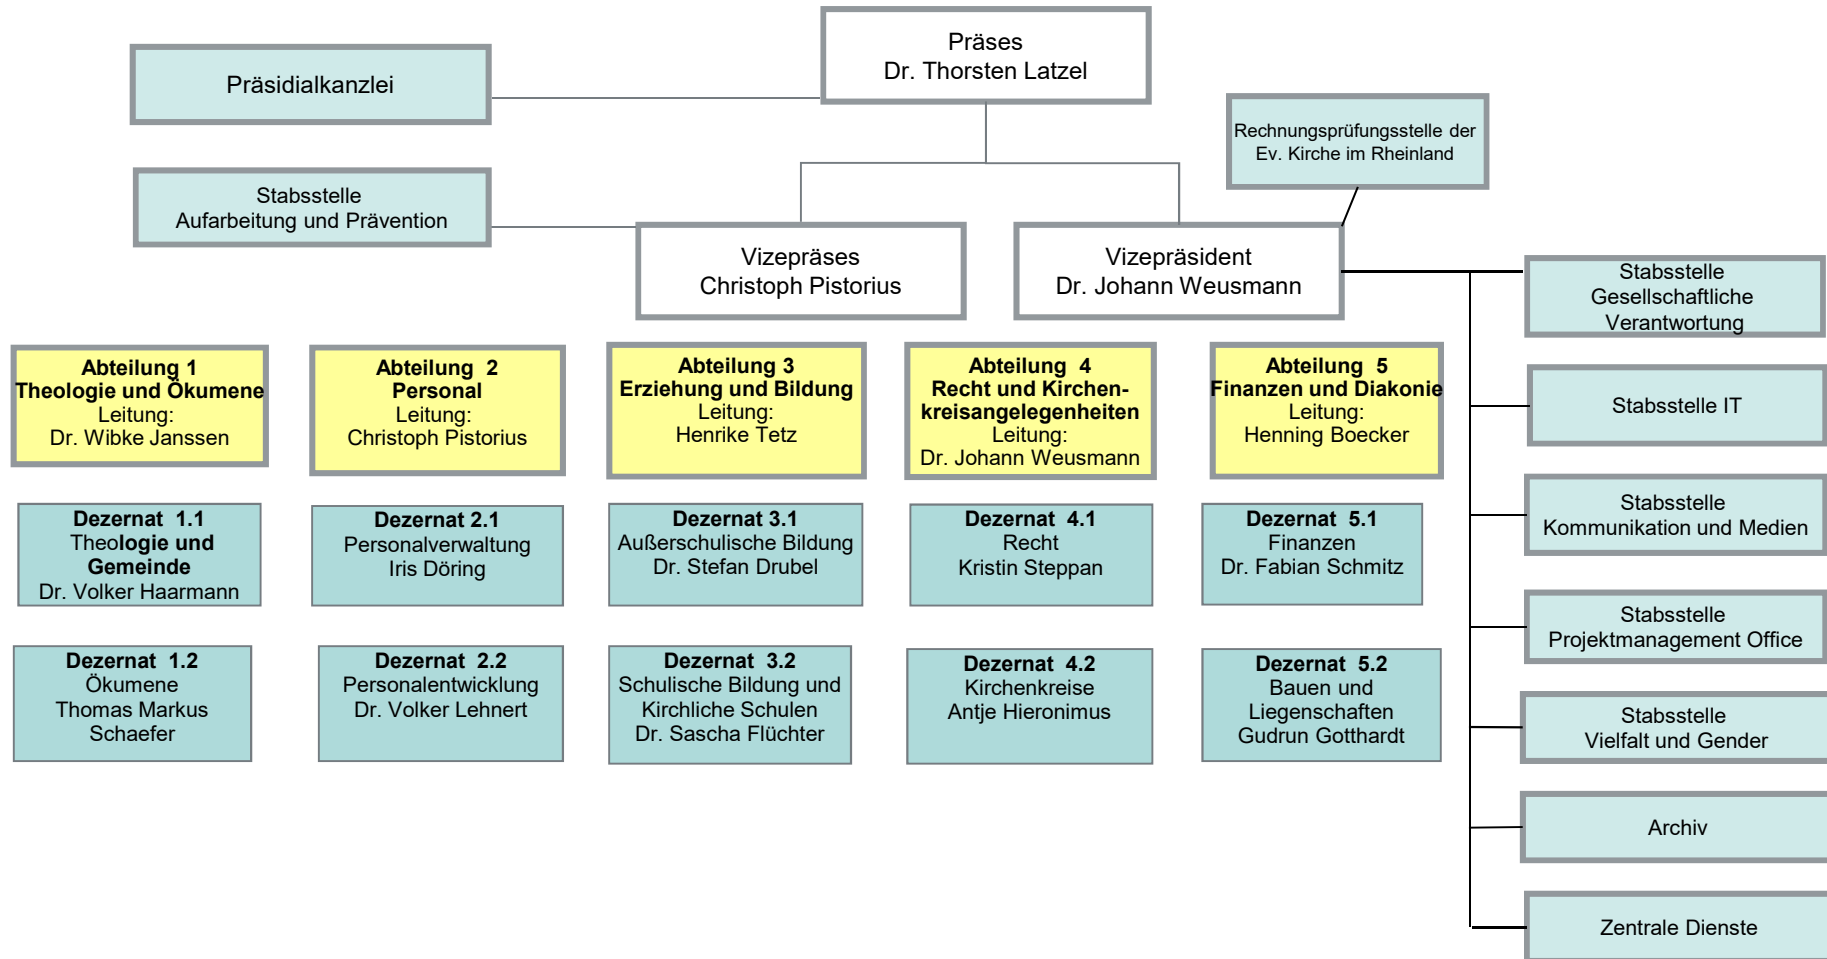 Präses
Dr. Thorsten Latzel
Präsidialkanzlei
Rechnungsprüfungsstelle der
Ev. Kirche im Rheinland
Stabsstelle
Aufarbeitung und Prävention
Vizepräses
Christoph Pistorius
Vizepräsident
Dr. Johann Weusmann
Stabsstelle
Gesellschaftliche
Verantwortung
Abteilung 1
Theologie und Ökumene
Leitung:
Dr. Wibke Janssen
Abteilung 2
Personal
Leitung:
Christoph Pistorius
Abteilung 3
Erziehung und Bildung
Leitung:
Henrike Tetz
Abteilung 4
Recht und Kirchen-
kreisangelegenheiten
Leitung:
Dr. Johann Weusmann
Abteilung 5
Finanzen und Diakonie
Leitung:
Henning Boecker
Stabsstelle IT
Dezernat 1.1
Theologie und
Gemeinde
Dr. Volker Haarmann
Dezernat 2.1
Personalverwaltung
Iris Döring
Dezernat 3.1
Außerschulische Bildung
Dr. Stefan Drubel
Dezernat 4.1
Recht
Kristin Steppan
Dezernat 5.1
Finanzen
Dr. Fabian Schmitz
Stabsstelle
Kommunikation und Medien
Stabsstelle
Projektmanagement Office
Dezernat 1.2
Ökumene
Thomas Markus
Schaefer
Dezernat 2.2
Personalentwicklung
Dr. Volker Lehnert
Dezernat 3.2
Schulische Bildung und
Kirchliche Schulen
Dr. Sascha Flüchter
Dezernat 4.2
Kirchenkreise
Antje Hieronimus
Dezernat 5.2
Bauen und
Liegenschaften
Gudrun Gotthardt
Stabsstelle
Vielfalt und Gender
Archiv
Zentrale Dienste